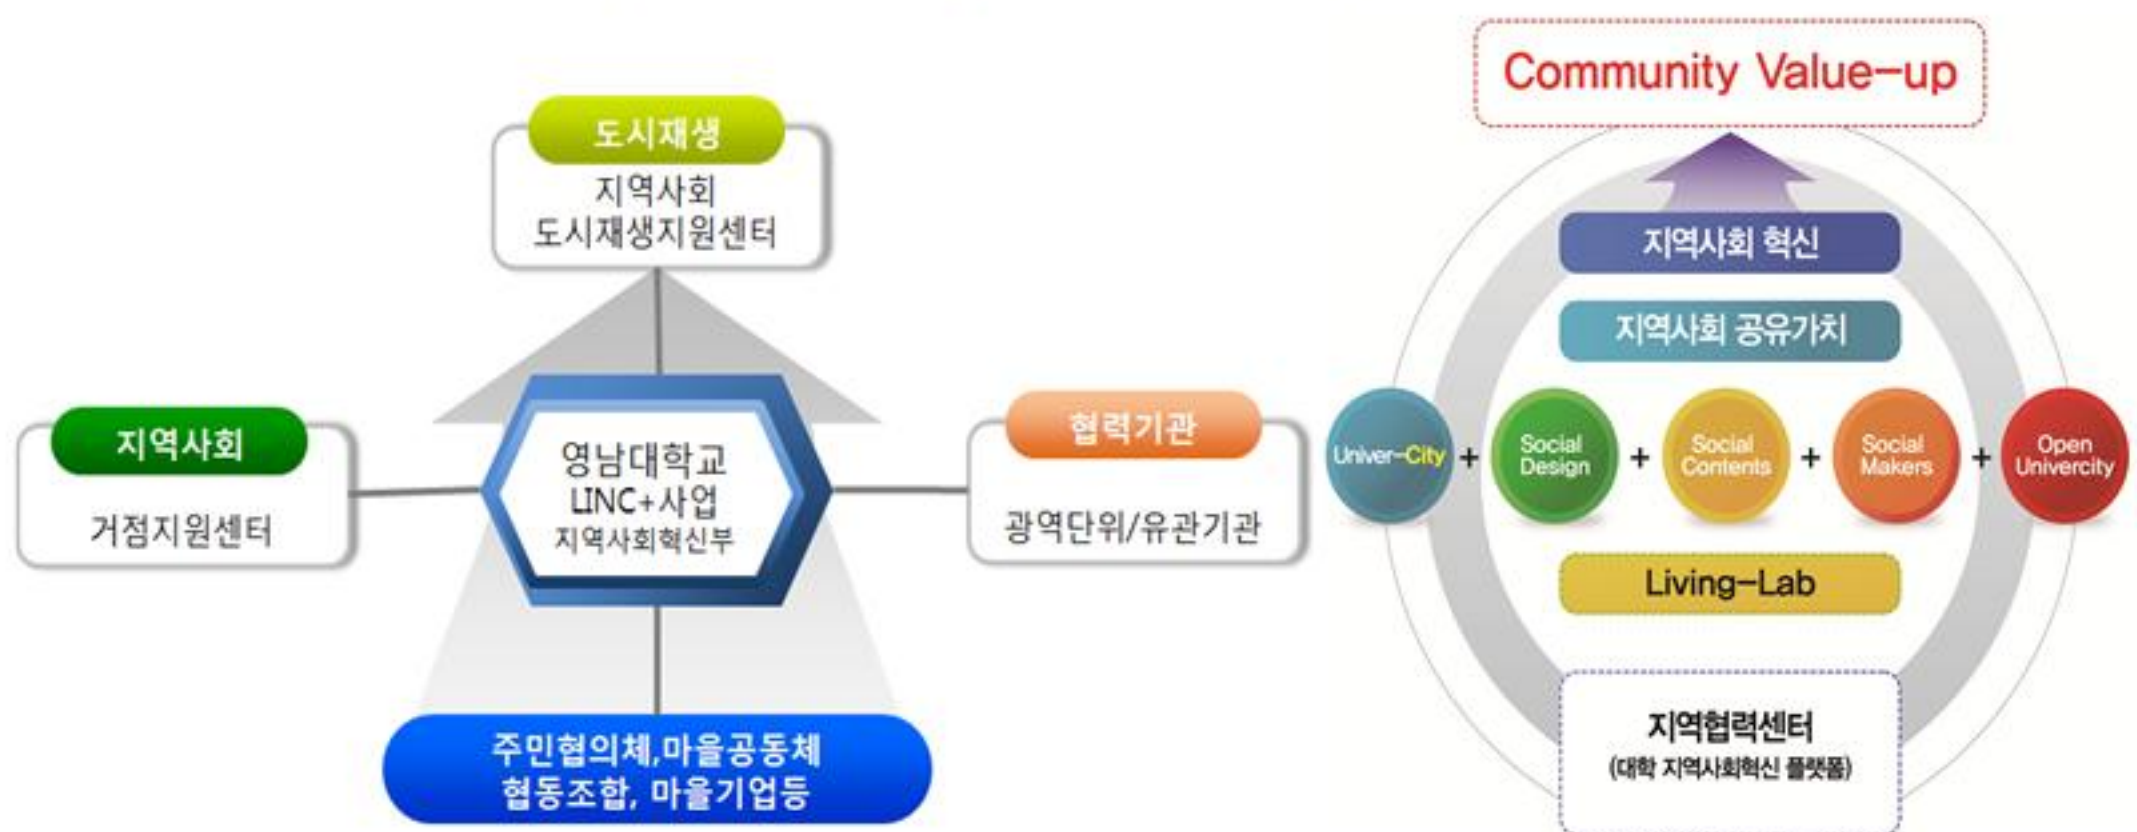 도시재생
지역사회
도시재생지원센터
지역사회
거점지원센터
영남대학교
LINC+사업
지역사회혁신부
협력기관
광역단위/유관기관
주민협의체,마을공동체
협동조합, 마을기업등
Community Value-up
지역사회 혁신
지역사회 공유가치
Univer-City
+
Social
Design
+
Social
Contents
+
Social
Makers
+
Open
Univercity
Living-Lab
지역협력센터
(대학 지역사회혁신 플랫폼)